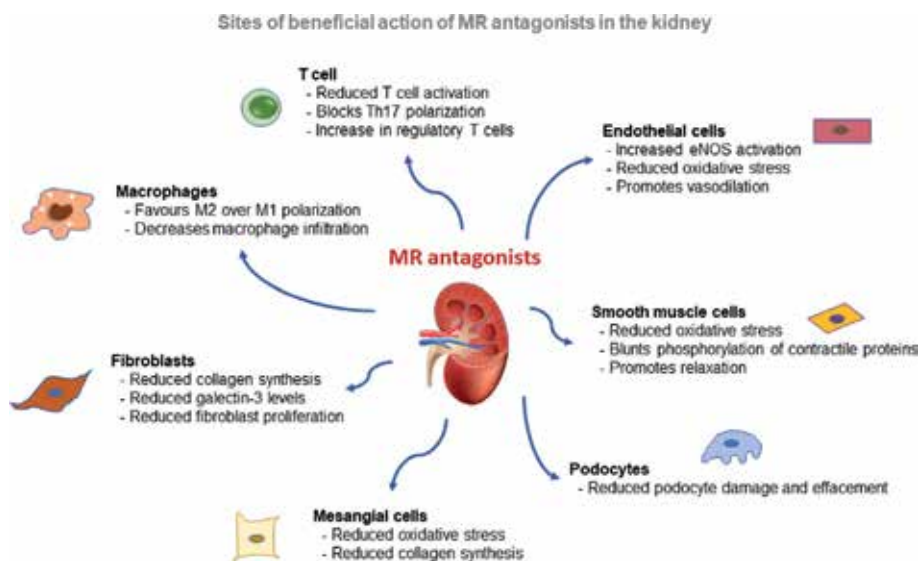 Sites of beneficial action of MR antagonists in the kidney
T cell
- Reduced T cell activation
- Blocks Th17 polarization
- Increase in regulatory T cells
Endothelial cells
- Increased eNOS activation
- Reduced oxidative stress
- Promotes vasodilation
Macrophages
- Favours M2 over M1 polarization
- Decreases macrophage infiltration
MR antagonists
Smooth muscle cells
- Reduced oxidative stress
- Blunts phosphorylation of contractile proteins
- Promotes relaxation
Fibroblasts
- Reduced collagen synthesis
- Reduced galectin-3 levels
- Reduced fibroblast proliferation
Podocytes
- Reduced podocyte damage and effacement
Mesangial cells
- Reduced oxidative stress
- Reduced collagen synthesis